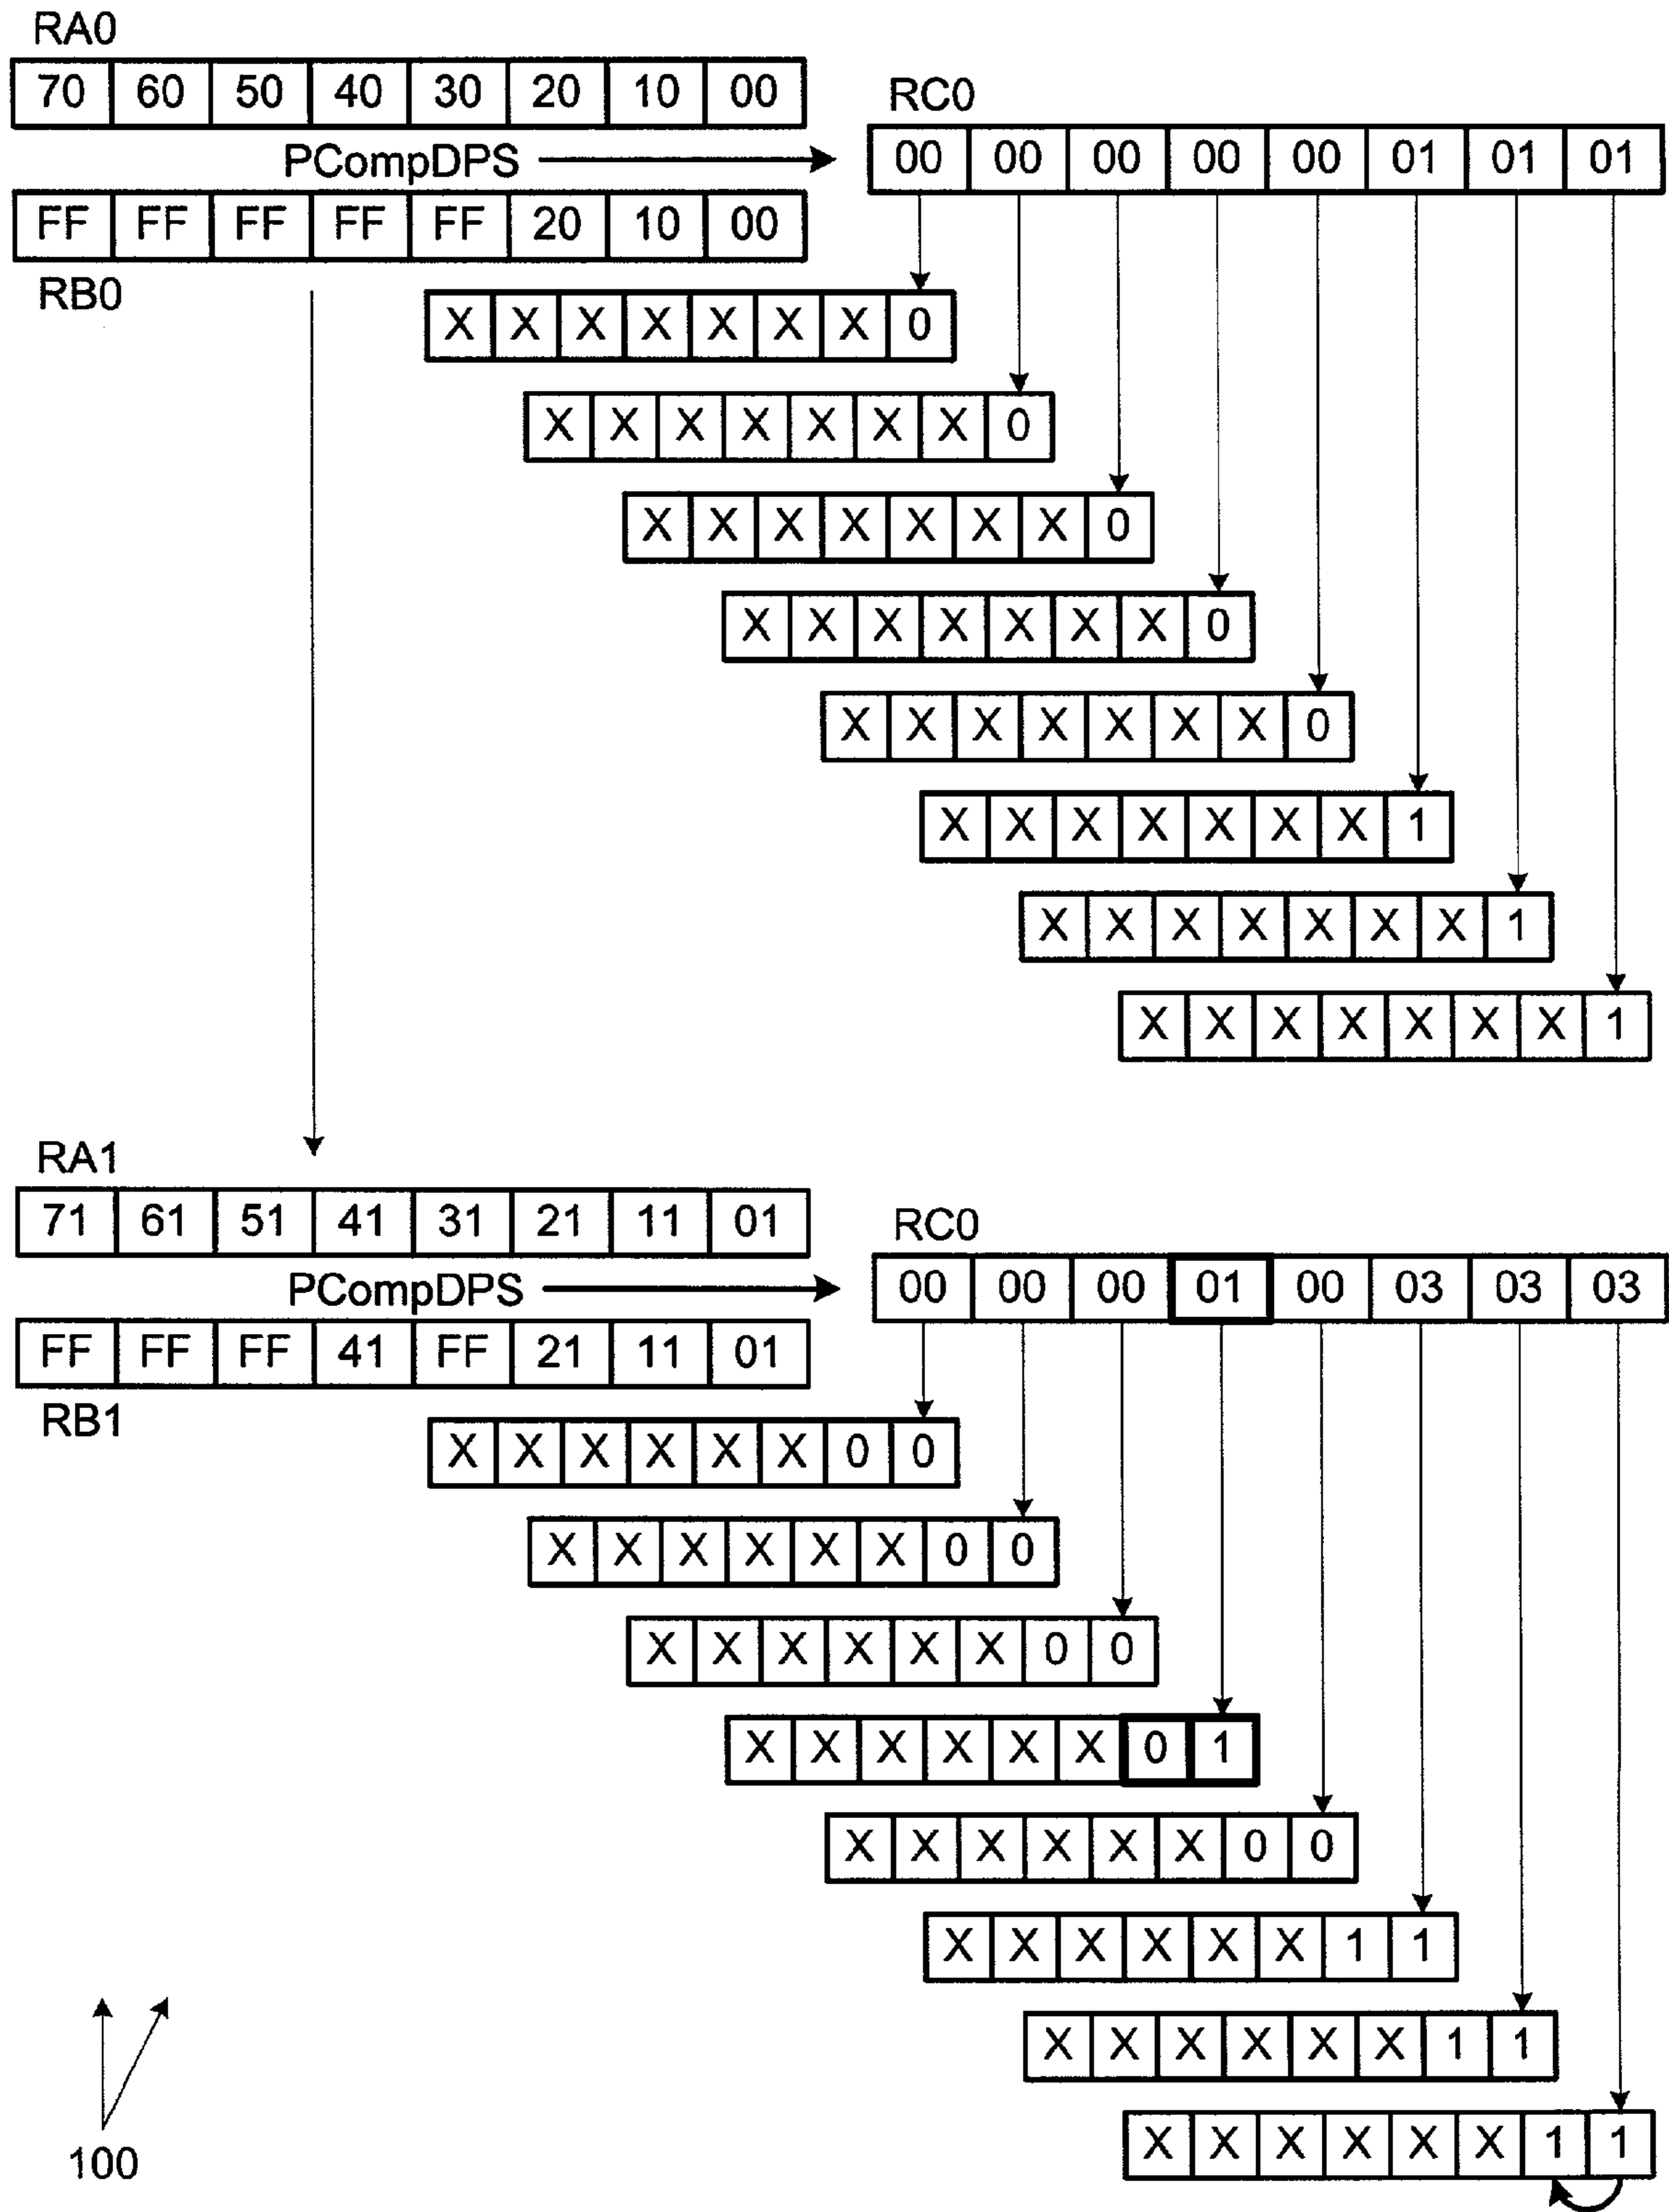 RA0
70 60 50 40 30 20 10 00
RC0
PCompDPS
00 00 00 00 00 01 01 01
FF FF FF FF FF 20 10 00
RB0
X X X X X X X 0
X X X X X X X 0
X X X X X X X 0
X X X X X X X 0
X X X X X X X 0
X X X X X X X 1
X X X X X X X 1
X X X X X X X 1
RA1
71 61 51 41 31 21 11 01
RC0
PCompDPS
00 00 00 01 00 03 03 03
FF FF FF 41 FF 21 11 01
RB1
X X X X X X 0 0
X X X X X X 0 0
X X X X X X 0 0
X X X X X X 0 1
X X X X X X 0 0
X X X X X X 1 1
X X X X X X 1 1
X X X X X X 1 1
100